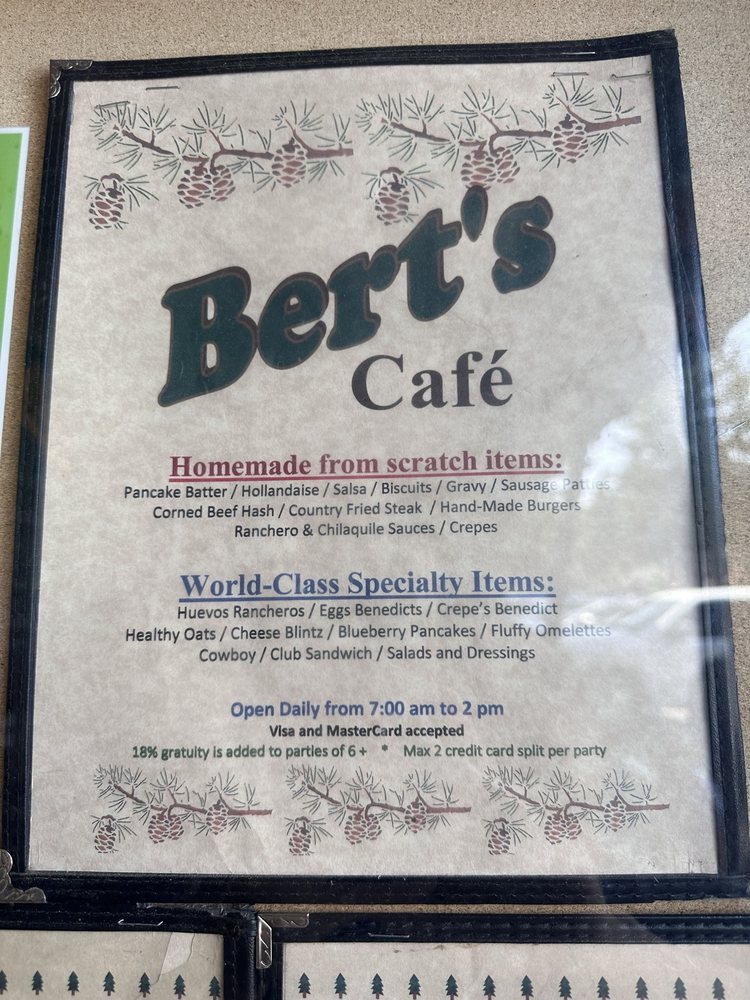 Bert's
Café
Homemade from scratch items:
Pancake Batter / Hollandaise / Salsa / Biscuits / Gravy / Sausage Patties
Corned Beef Hash / Country Fried Steak / Hand-Made Burgers
Ranchero & Chilaquile Sauces / Crepes
World-Class Specialty Items:
Huevos Rancheros / Eggs Benedicts / Crepe's Benedict
Healthy Oats / Cheese Blintz / Blueberry Pancakes / Fluffy Omelettes
Cowboy / Club Sandwich / Salads and Dressings
Open Daily from 7:00 am to 2 pm
Visa and MasterCard accepted
18% gratuity is added to parties of 6 + * Max 2 credit card split per party